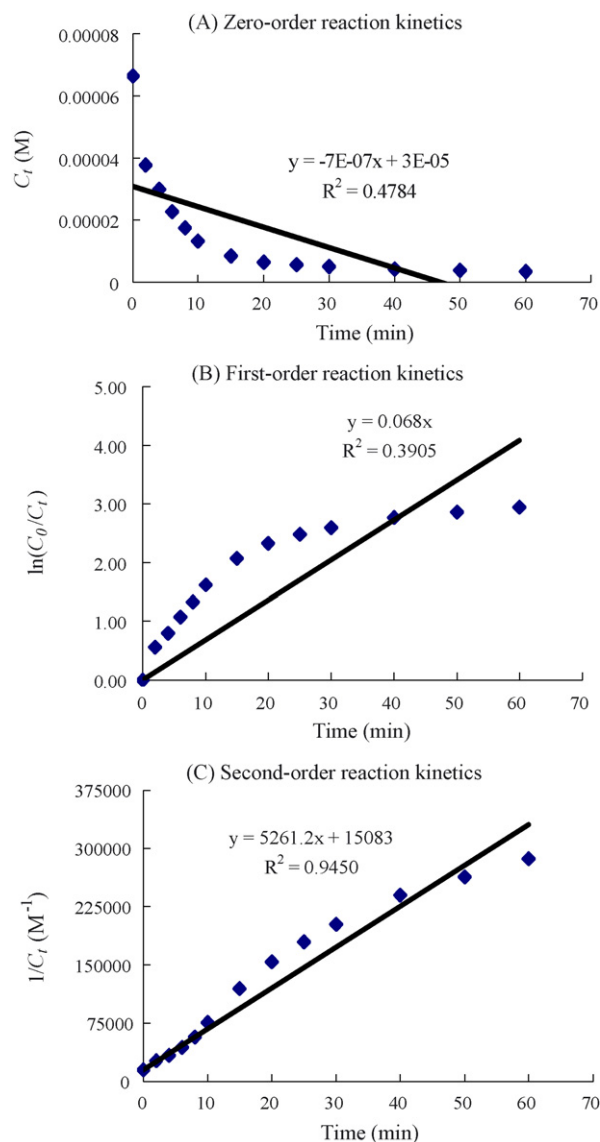 (A) Zero-order reaction kinetics
0.00008
0.00006
0.00004
0.00002
0
C_t (M)
y = -7E-07x + 3E-05
R² = 0.4784
0 10 20 30 40 50 60 70
Time (min)
(B) First-order reaction kinetics
5.00
4.00
3.00
2.00
1.00
0.00
ln(C_0/C_t)
y = 0.068x
R² = 0.3905
0 10 20 30 40 50 60 70
Time (min)
(C) Second-order reaction kinetics
375000
300000
225000
150000
75000
0
1/C_t (M⁻¹)
y = 5261.2x + 15083
R² = 0.9450
0 10 20 30 40 50 60 70
Time (min)